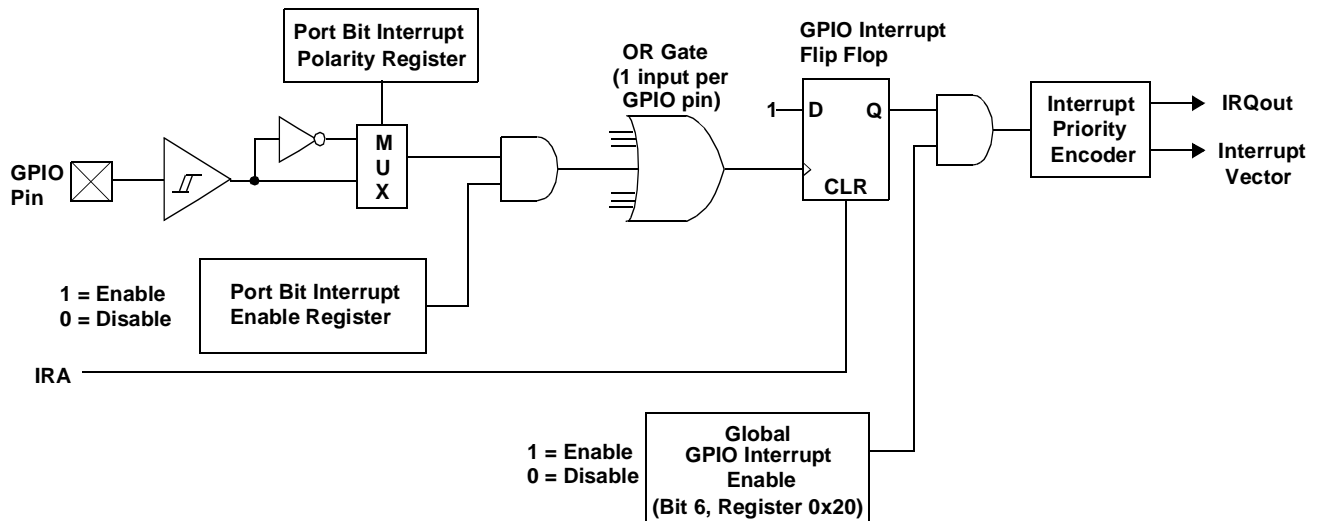 Port Bit Interrupt
Polarity Register
OR Gate
(1 input per
GPIO pin)
GPIO Interrupt
Flip Flop
M
U
X
GPIO
Pin
1
D
Q
CLR
Interrupt
Priority
Encoder
IRQout
Interrupt
Vector
1 = Enable
0 = Disable
Port Bit Interrupt
Enable Register
IRA
1 = Enable
0 = Disable
Global
GPIO Interrupt
Enable
(Bit 6, Register 0x20)